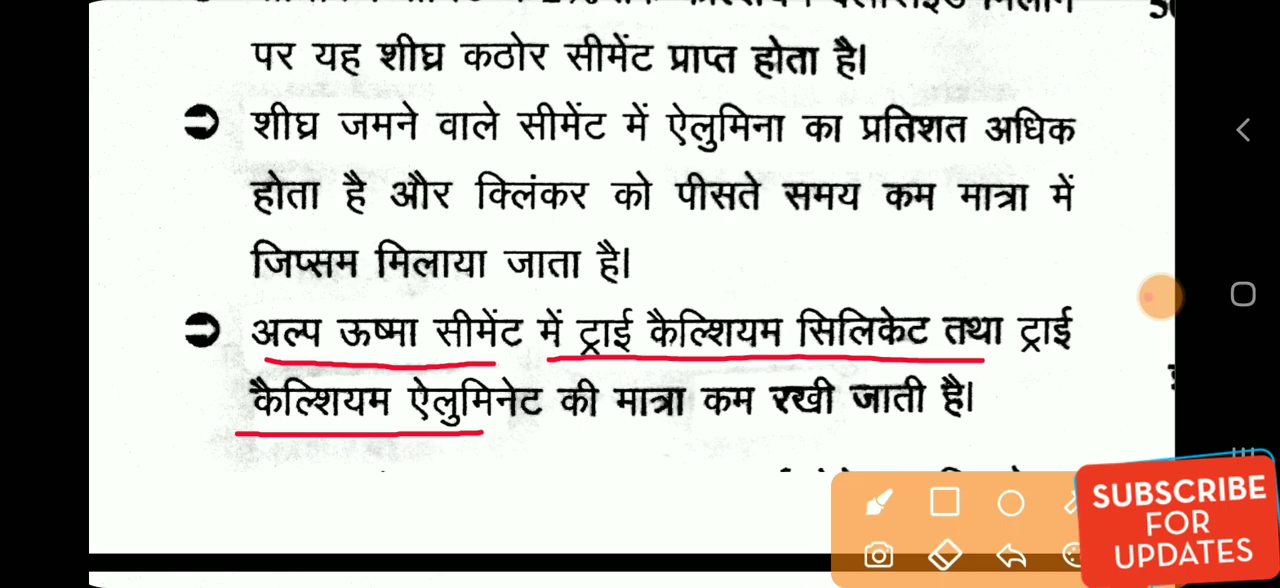 पर यह शीघ्र कठोर सीमेंट प्राप्त होता है।
➲ शीघ्र जमने वाले सीमेंट में ऐलुमिना का प्रतिशत अधिक
होता है और क्लिंकर को पीसते समय कम मात्रा में
जिप्सम मिलाया जाता है।
➲ अल्प ऊष्मा सीमेंट में ट्राई कैल्शियम सिलिकेट तथा ट्राई
कैल्शियम ऐलुमिनेट की मात्रा कम रखी जाती है।
SUBSCRIBE
FOR
UPDATES